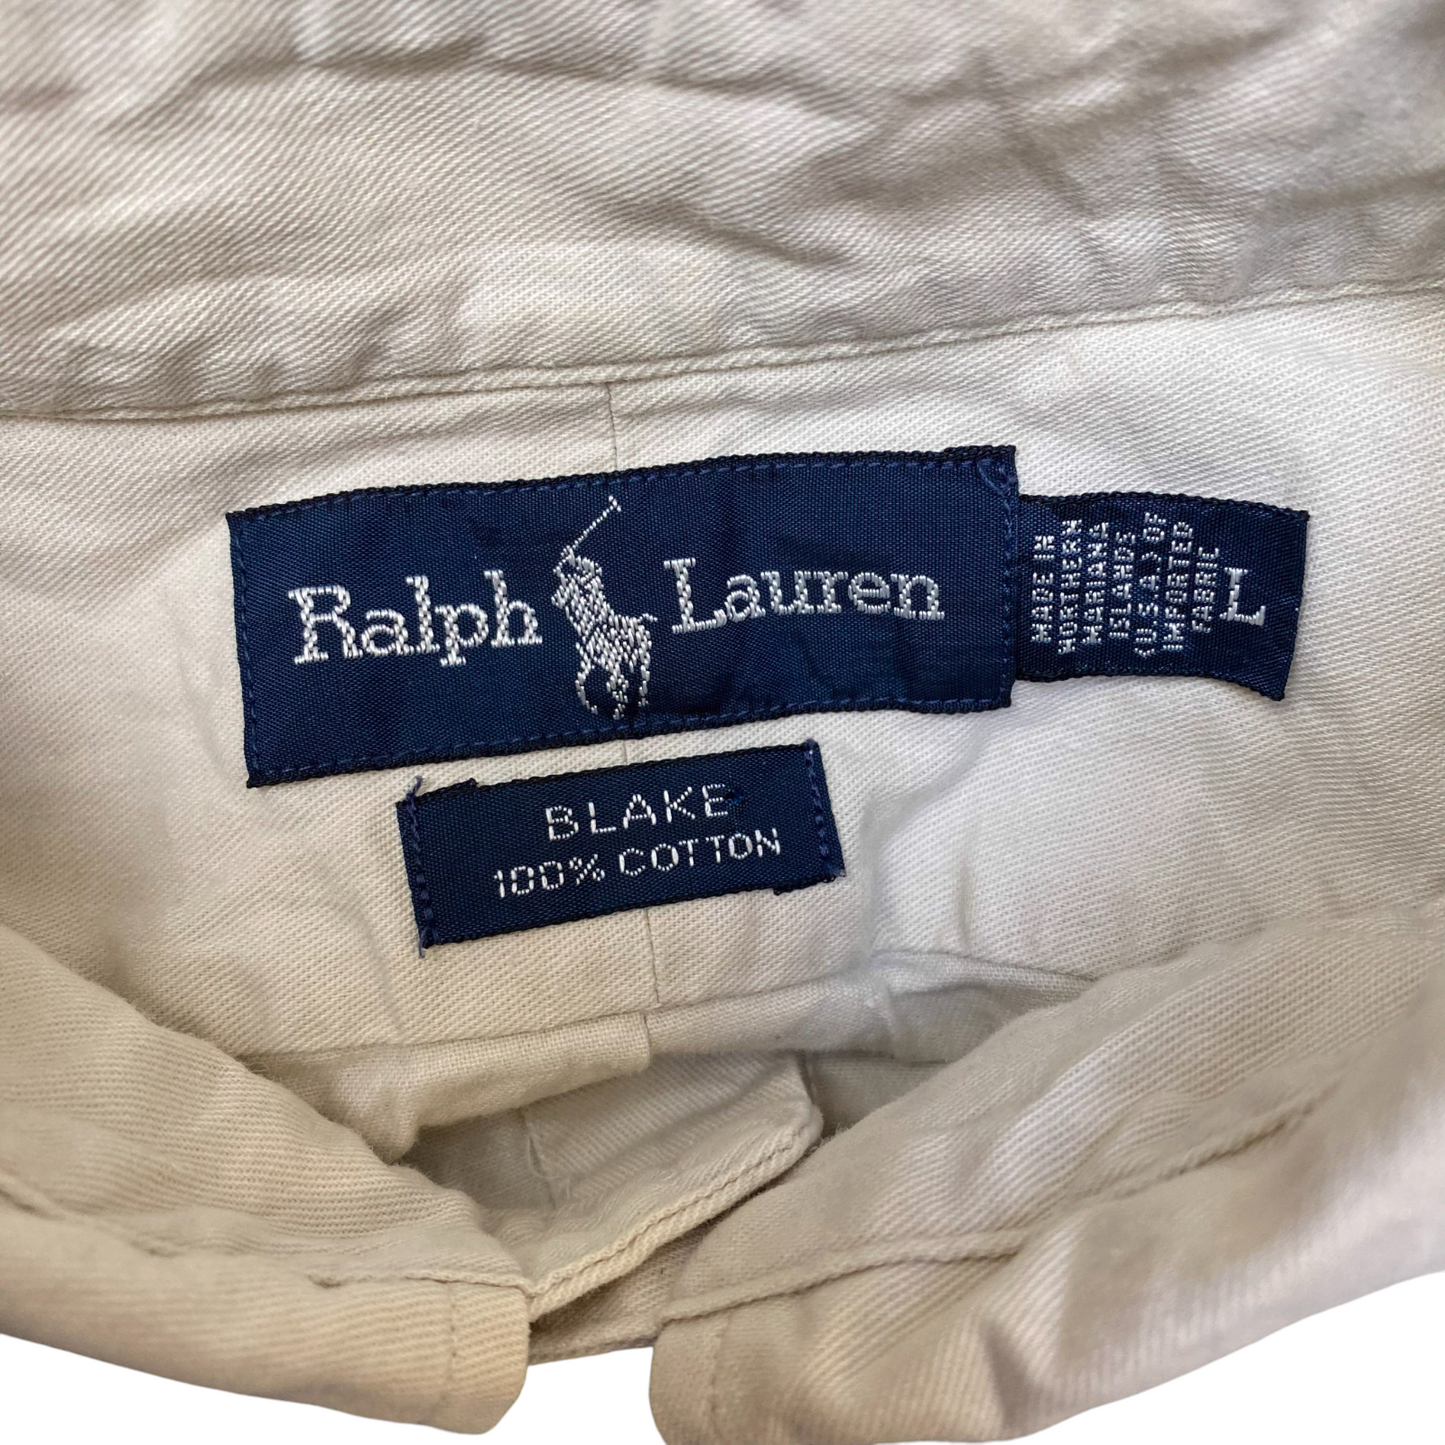 Ralph Lauren
MADE IN
NORTHERN
MARIANA
ISLANDS
(U.S.A.) OF
IMPORTED
FABRIC
L
BLAKE
100% COTTON